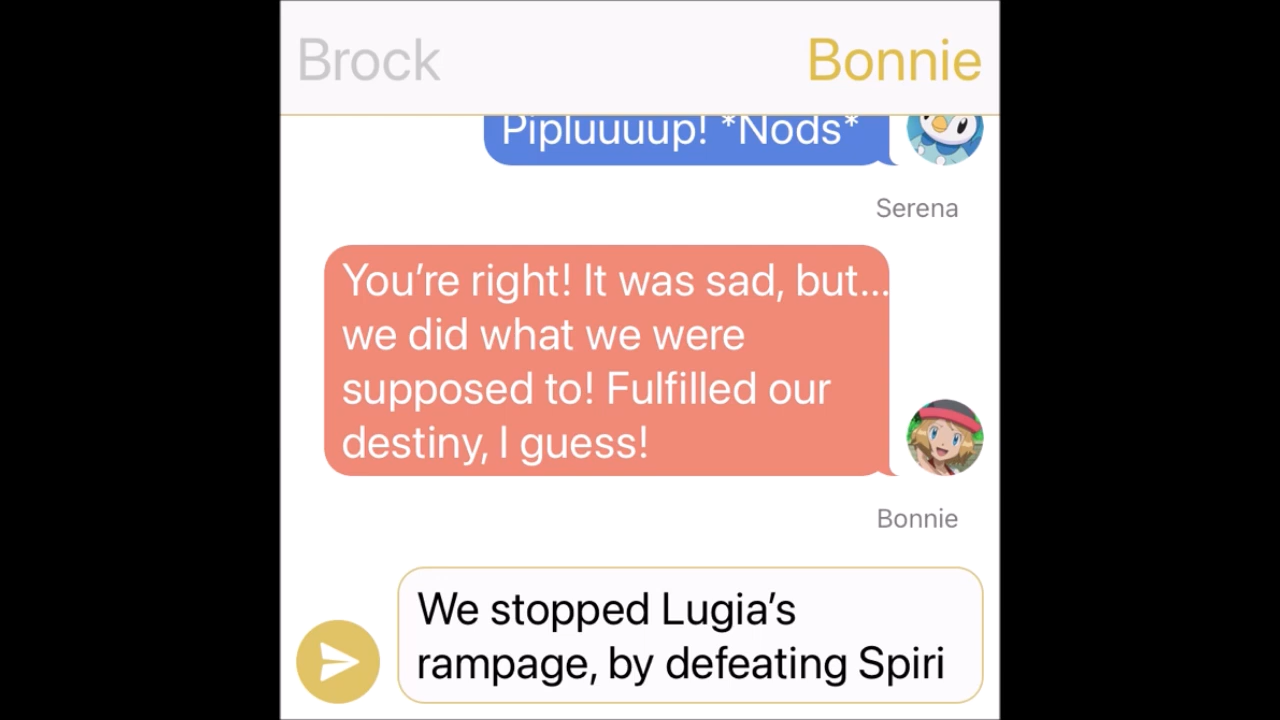 Brock
Bonnie
Pipluuuup! *Nods*
Serena
You’re right! It was sad, but...
we did what we were
supposed to! Fulfilled our
destiny, I guess!
Bonnie
We stopped Lugia’s
rampage, by defeating Spiri